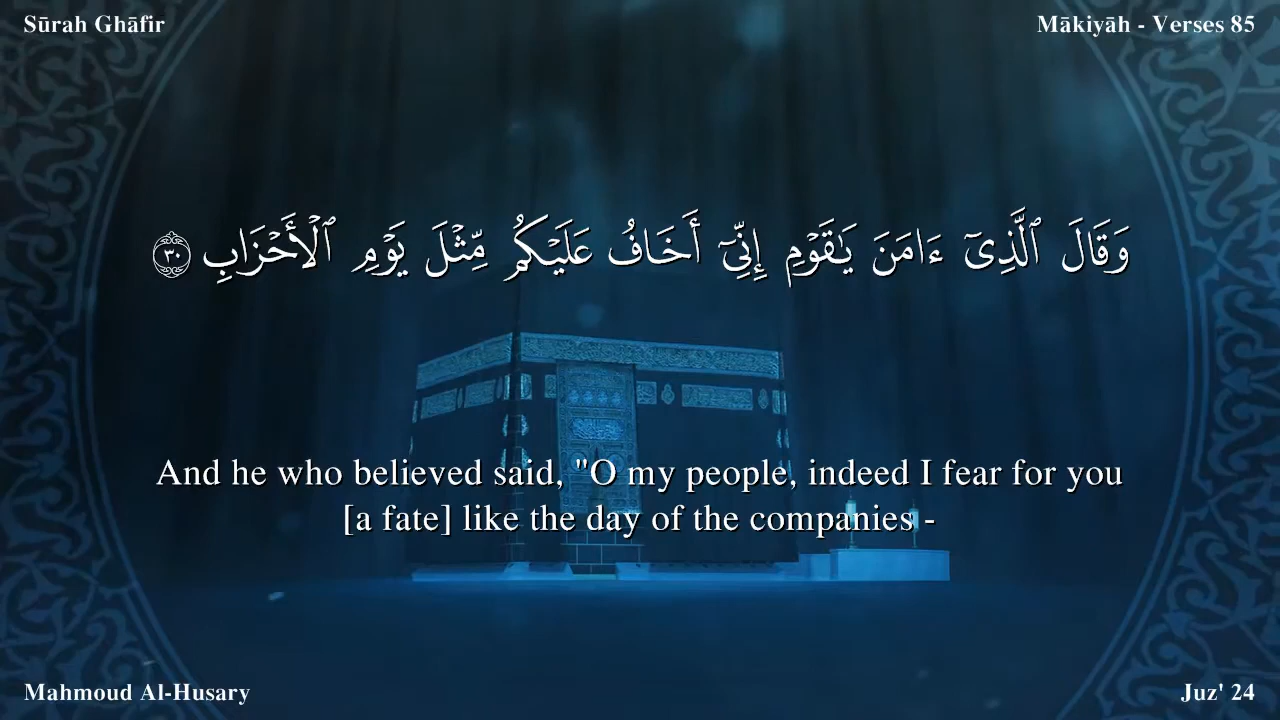 Sūrah Ghāfir
Mākiyāh - Verses 85
وَقَالَ ٱلَّذِىٓ ءَامَنَ يَٰقَوْمِ إِنِّىٓ أَخَافُ عَلَيْكُم مِّثْلَ يَوْمِ ٱلْأَحْزَابِ ٣٠
And he who believed said, "O my people, indeed I fear for you
[a fate] like the day of the companies -
Mahmoud Al-Husary
Juz' 24